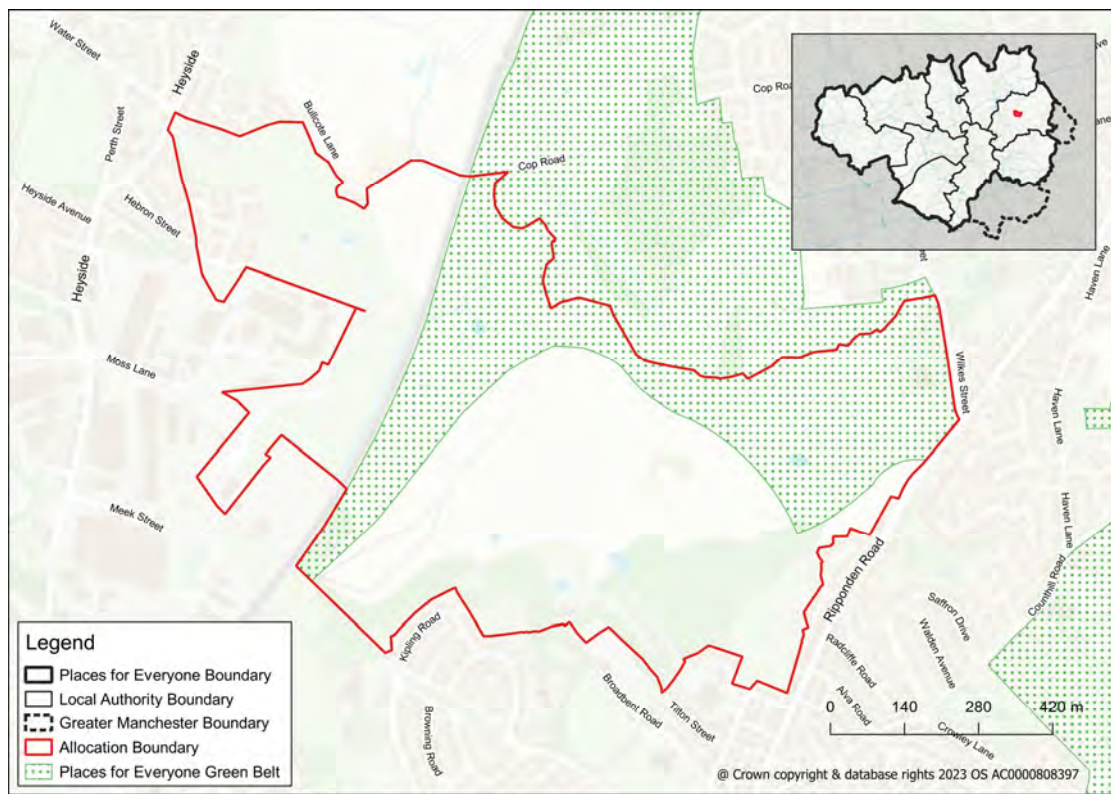 Water Street
Heyside
Bullcote Lane
Perth Street
Cop Roa
ve
ane
Cop Road
Heyside Avenue
Hebron Street
Heyside
et
Haven Lane
Moss Lane
Wilkes Street
Haven Lane
Meek Street
Haven Lane
Ripponden Road
Counthill Road
Saffron Drive
Kipling Road
Radcliffe Road
Walden Avenue
Broadbent Road
Titton Street
Alva Road
Browning Road
Crowley Lane
0 140 280 420 m
Legend
Places for Everyone Boundary
Local Authority Boundary
Greater Manchester Boundary
Allocation Boundary
Places for Everyone Green Belt
@ Crown copyright & database rights 2023 OS AC0000808397